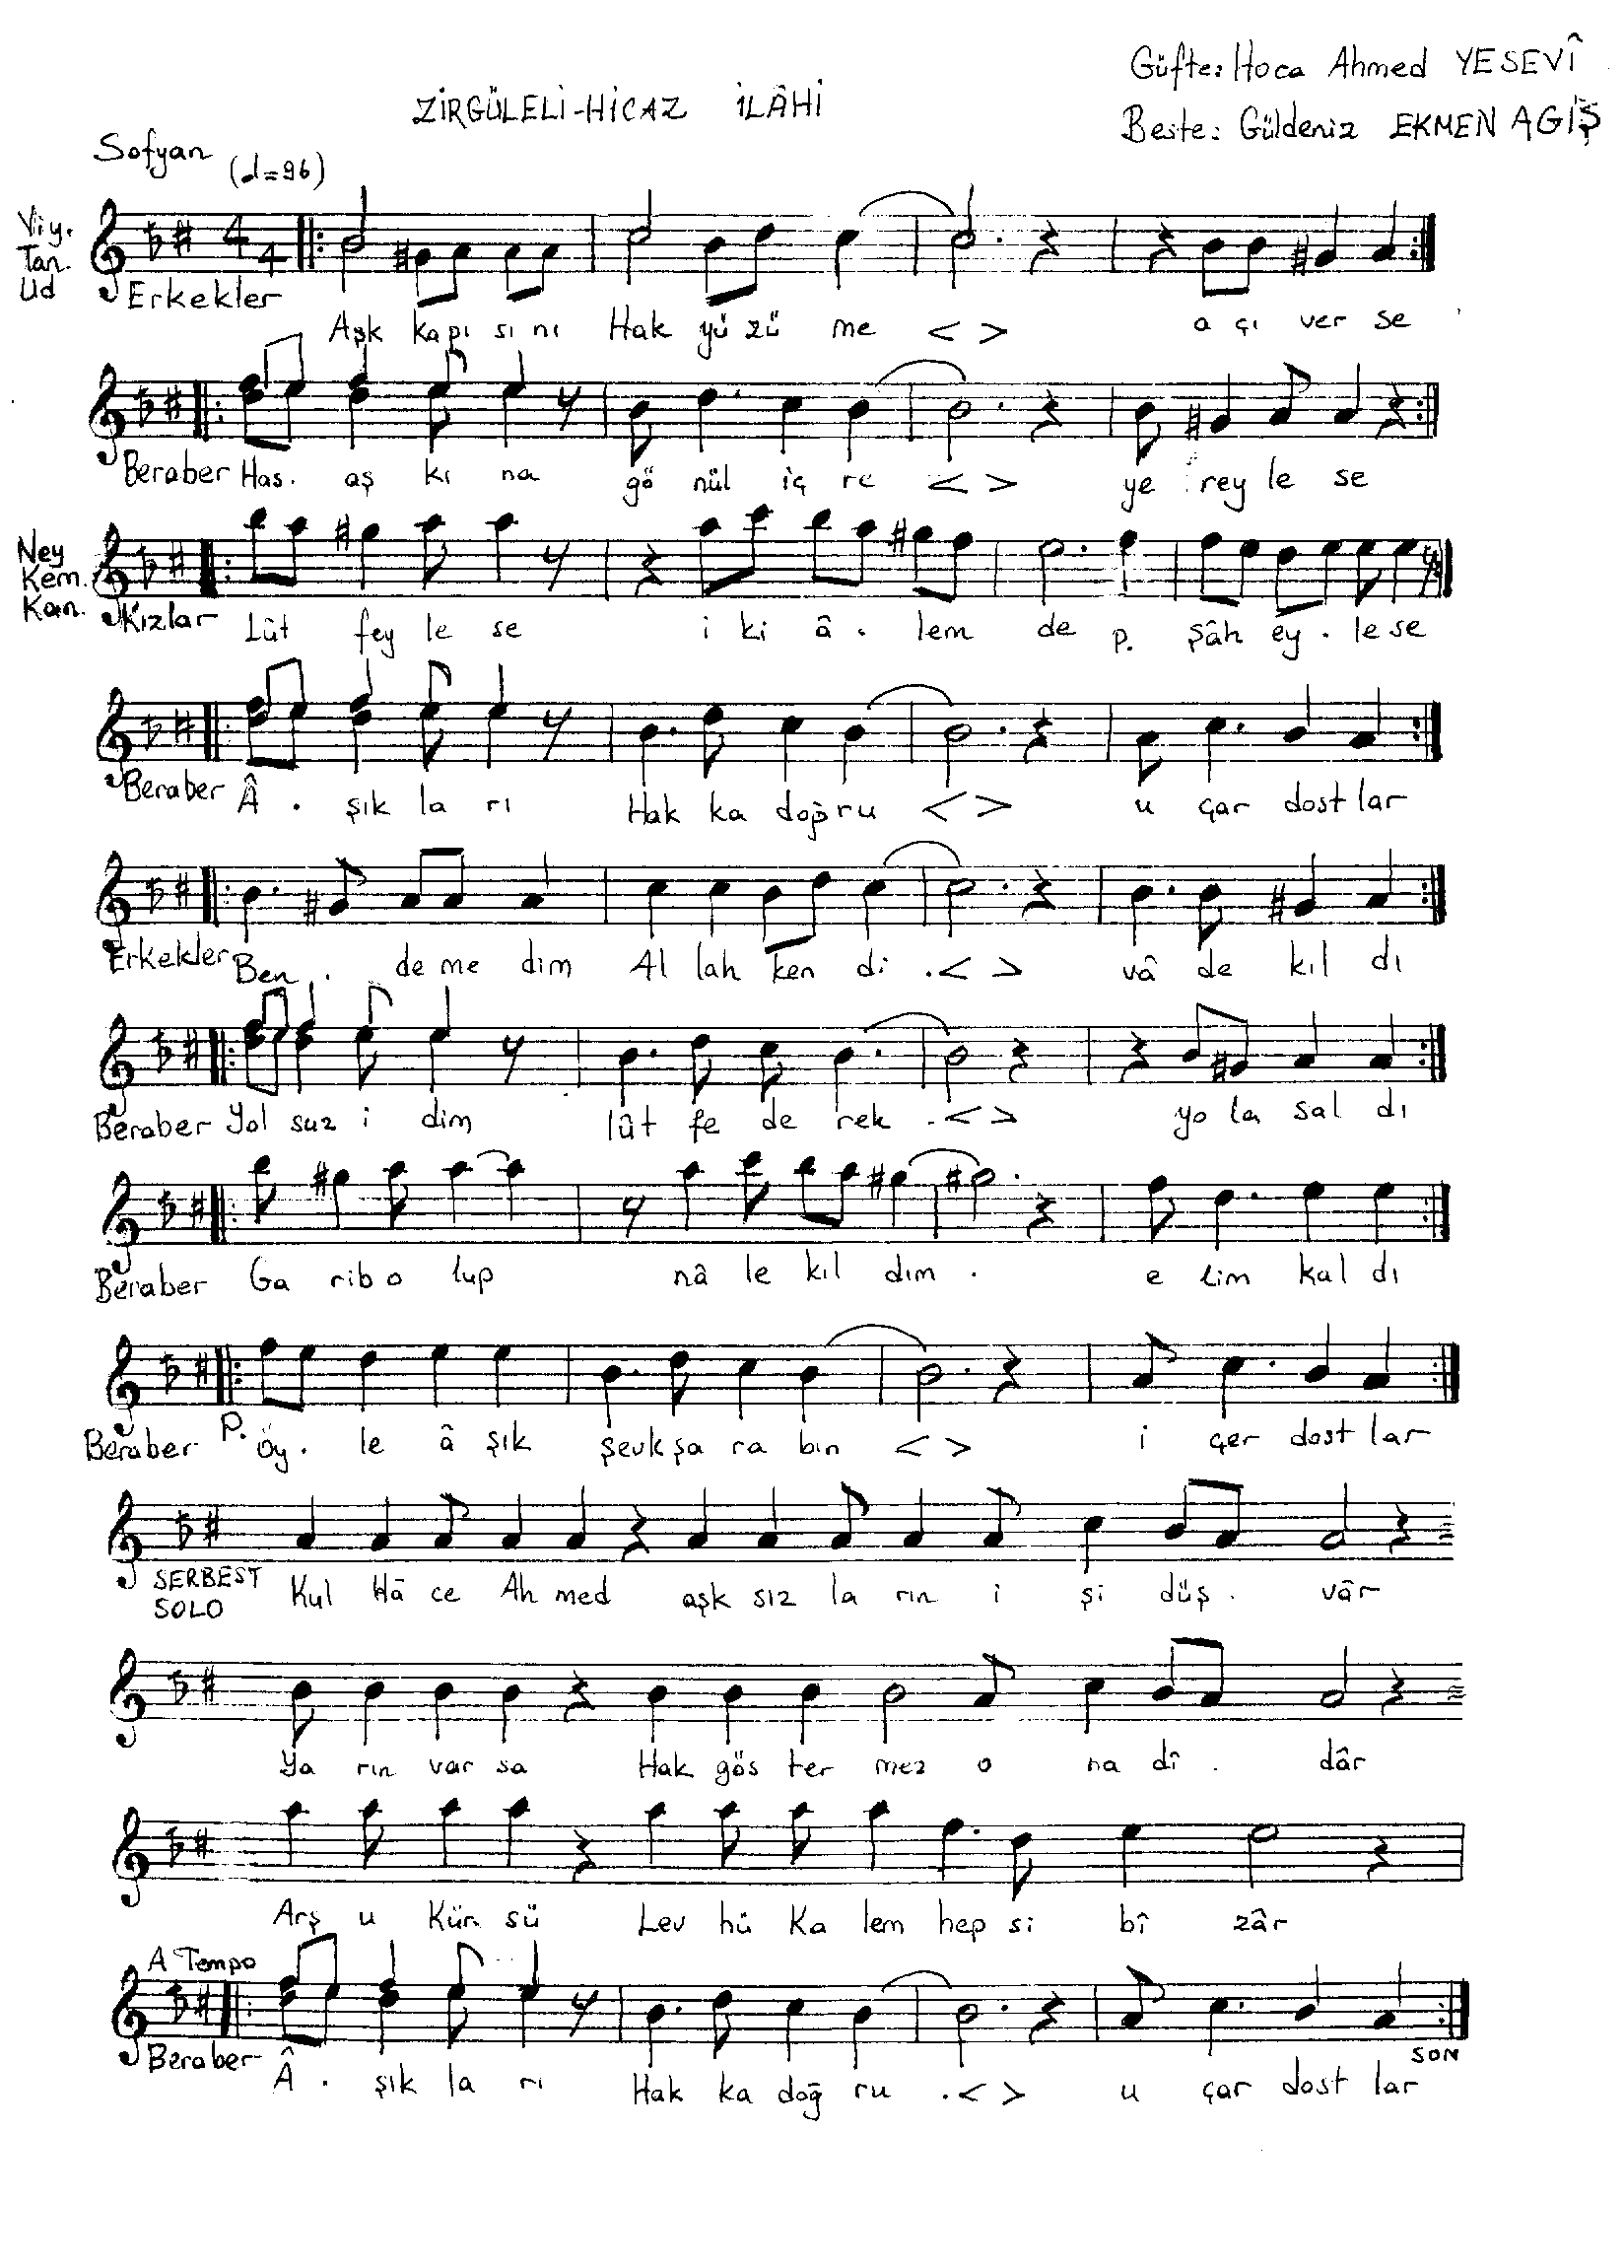 Güfte: Hoca Ahmed YESEVÎ
ZİRGÜLELİ-HİCAZ İLÂHİ
Beste: Güldeniz EKMEN AGİŞ
Sofyan (♩=96)
Viy.
Tan.
Ud
4
4
Erkekler
Aşk kapı sı nı Hak yü zü me < > a çı ver se
Beraber Has. aş kı na gö nül iç re < > ye rey le se
Ney
Kem.
Kan.
Kızlar Lût fey le se i ki â . lem de p. şâh ey . le se
Beraber Â . şık la rı Hak ka doğru < > u çar dost lar
Erkekler Ben . de me dim Al lah ken di . < > vâ de kıl dı
Beraber Yol suz i dim lût fe de rek . < > yo la sal dı
Beraber Ga rib o lup nâ le kıl dım . e lim kal dı
Beraber P. öy . le â şık şevk şa ra bın < > i çer dost lar
SERBEST
SOLO
Kul Hâ ce Ah med aşk sız la rın i şi düş . vâr
Ya rın var sa Hak gös ter mez o na dî . dâr
Arş u Kür sü Lev hü Ka lem hep si bî zâr
A Tempo
SON
Beraber Â . şık la rı Hak ka doğ ru . < > u çar dost lar